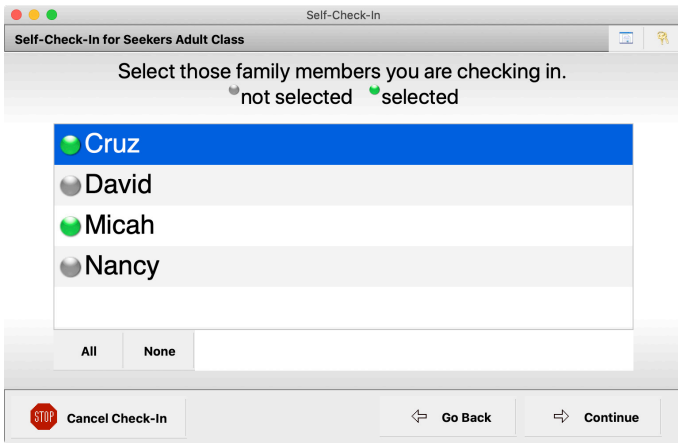 Self-Check-In
Self-Check-In for Seekers Adult Class
Select those family members you are checking in.
not selected selected
Cruz
David
Micah
Nancy
All None
STOP Cancel Check-In Go Back Continue